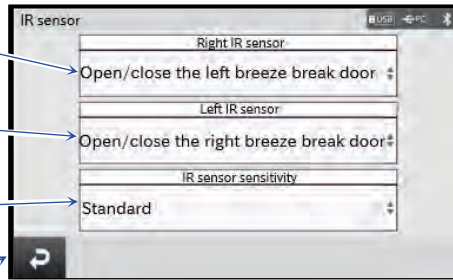 IR sensor
USB PC
Right IR sensor
Open/close the left breeze break door
Left IR sensor
Open/close the right breeze break door
IR sensor sensitivity
Standard